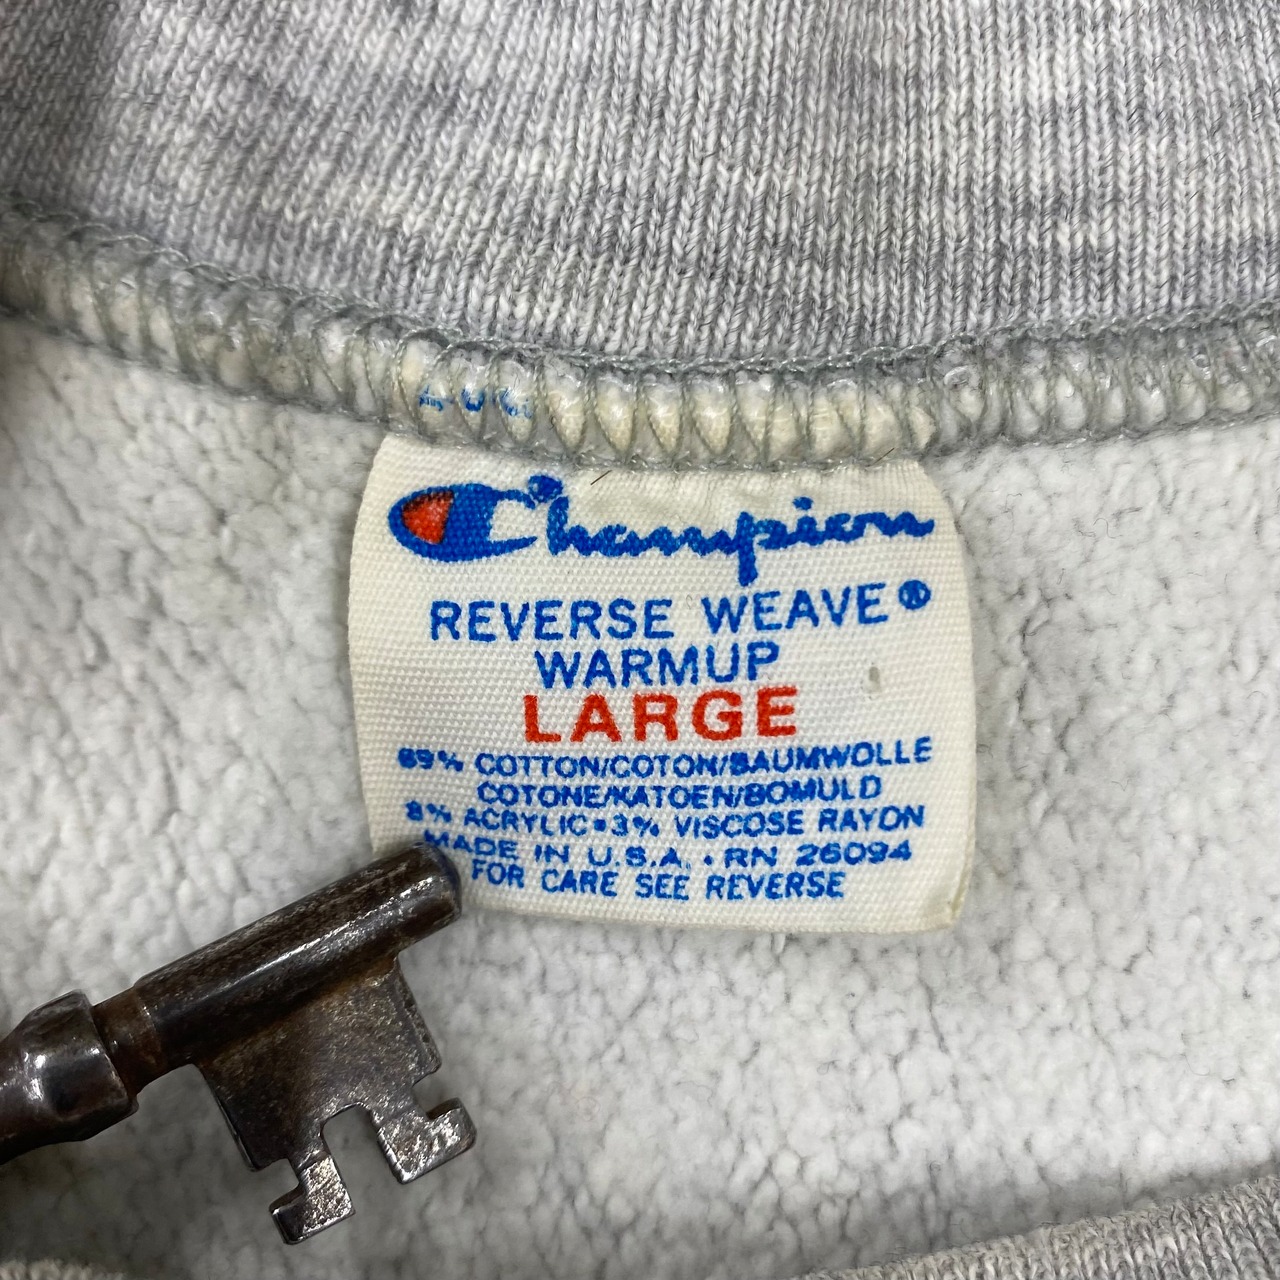 Champion
REVERSE WEAVE®
WARMUP
LARGE
89% COTTON/COTON/BAUMWOLLE
COTONE/KATOEN/BOMULD
8% ACRYLIC•3% VISCOSE RAYON
MADE IN U.S.A. • RN 26094
FOR CARE SEE REVERSE